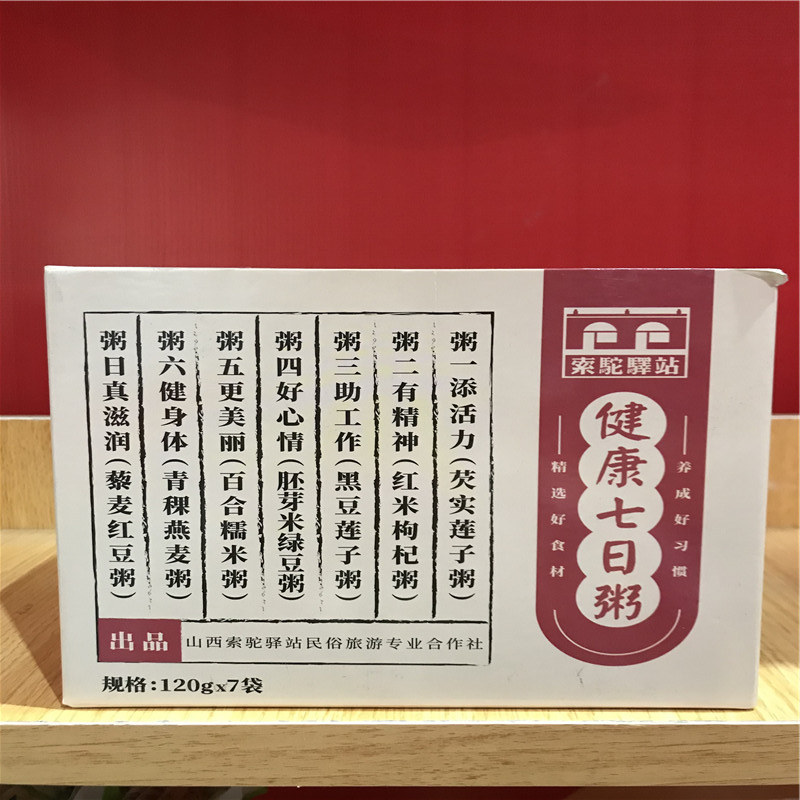 索駝驛站
健康七日粥
养成好习惯
精选好食材
粥一添活力(芡实莲子粥)
粥二有精神(红米枸杞粥)
粥三助工作(黑豆莲子粥)
粥四好心情(胚芽米绿豆粥)
粥五更美丽(百合糯米粥)
粥六健身体(青稞燕麦粥)
粥日真滋润(藜麦红豆粥)
出品
山西索驼驿站民俗旅游专业合作社
规格:120gx7袋